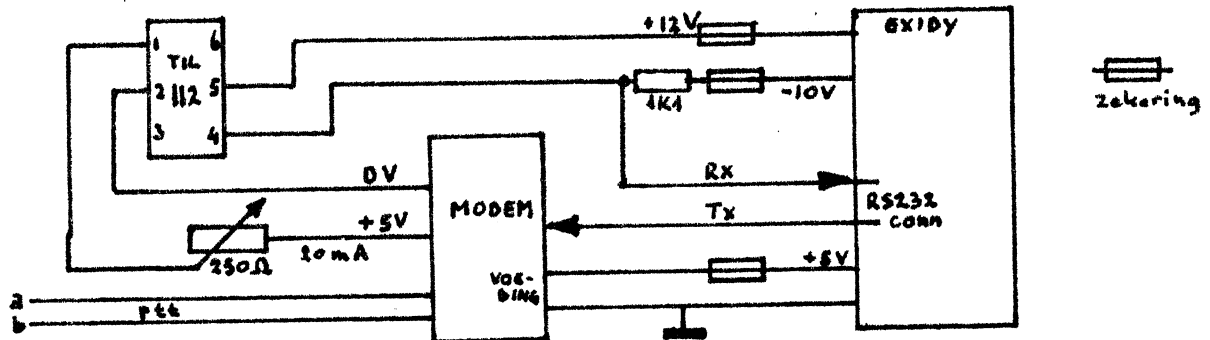 +12V
EXIDY
1 6
TIL
2 5
112
3 4
1K1
-10V
zekering
0V
MODEM
Rx
RS232
conn
Tx
+5V
20mA
250Ω
VOE-
DING
+5V
a
ptt
b